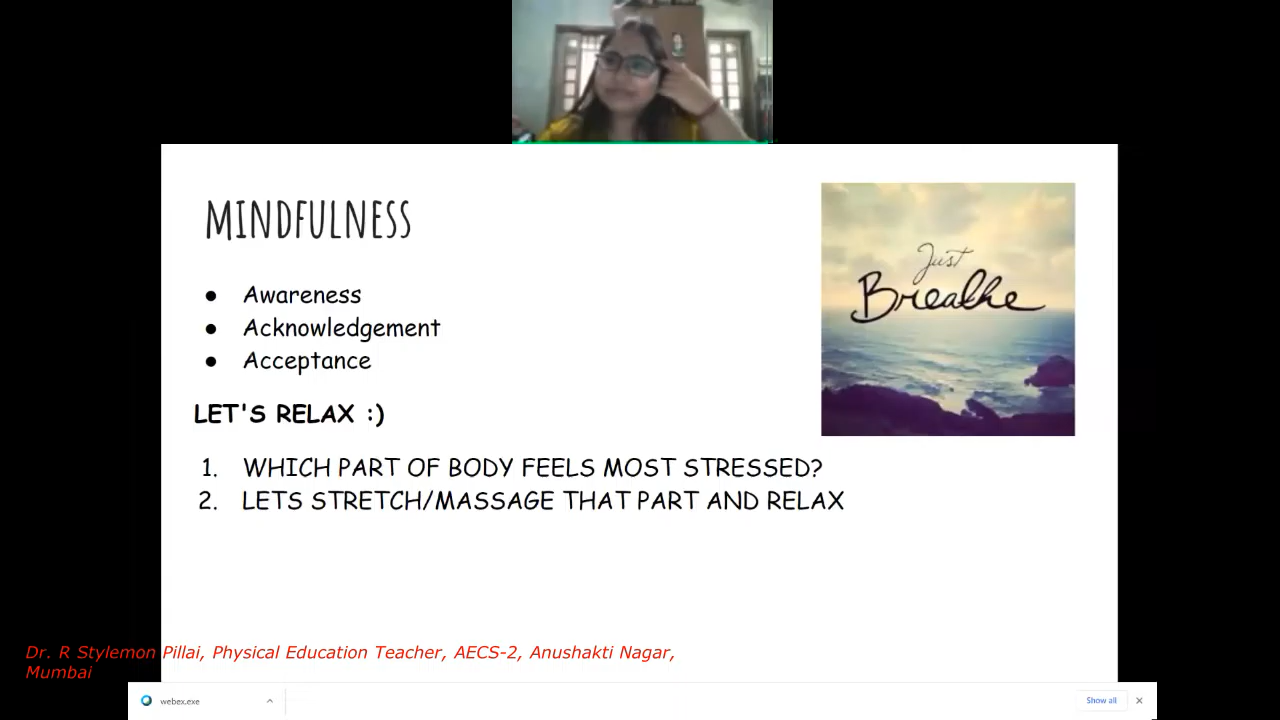 MINDFULNESS
Just
Breathe
● Awareness
● Acknowledgement
● Acceptance
LET'S RELAX :)
1. WHICH PART OF BODY FEELS MOST STRESSED?
2. LETS STRETCH/MASSAGE THAT PART AND RELAX
Dr. R Stylemon Pillai, Physical Education Teacher, AECS-2, Anushakti Nagar,
Mumbai
webex.exe
Show all